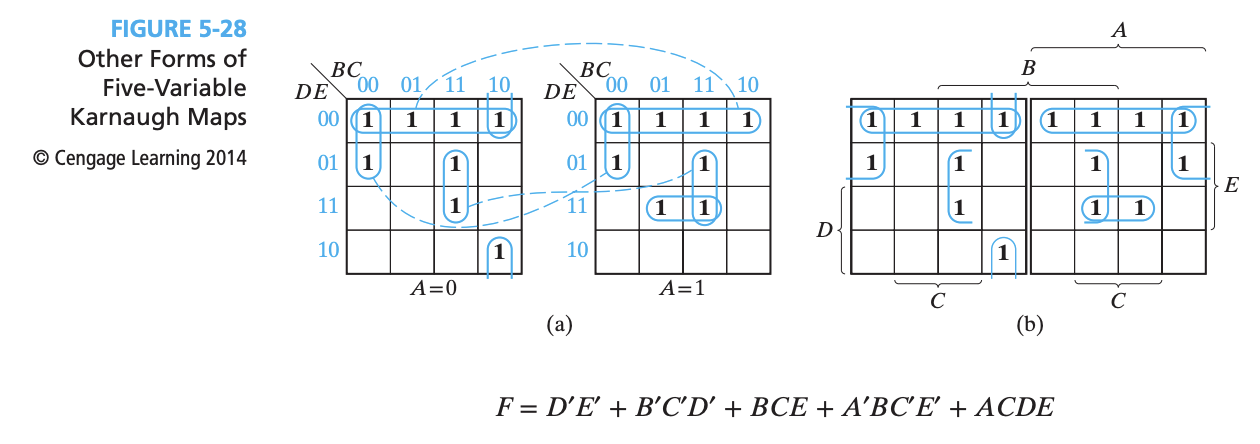 FIGURE 5-28
Other Forms of
Five-Variable
Karnaugh Maps
© Cengage Learning 2014
BC
DE 00 01 11 10
00 1 1 1 1
01 1 1
11 1
10 1
A=0
BC
DE 00 01 11 10
00 1 1 1 1
01 1 1
11 1 1
10
A=1
(a)
A
B
1 1 1 1 1 1 1 1
1 1 1 1
1 1 1
1
D
E
C C
(b)
F = D′E′ + B′C′D′ + BCE + A′BC′E′ + ACDE